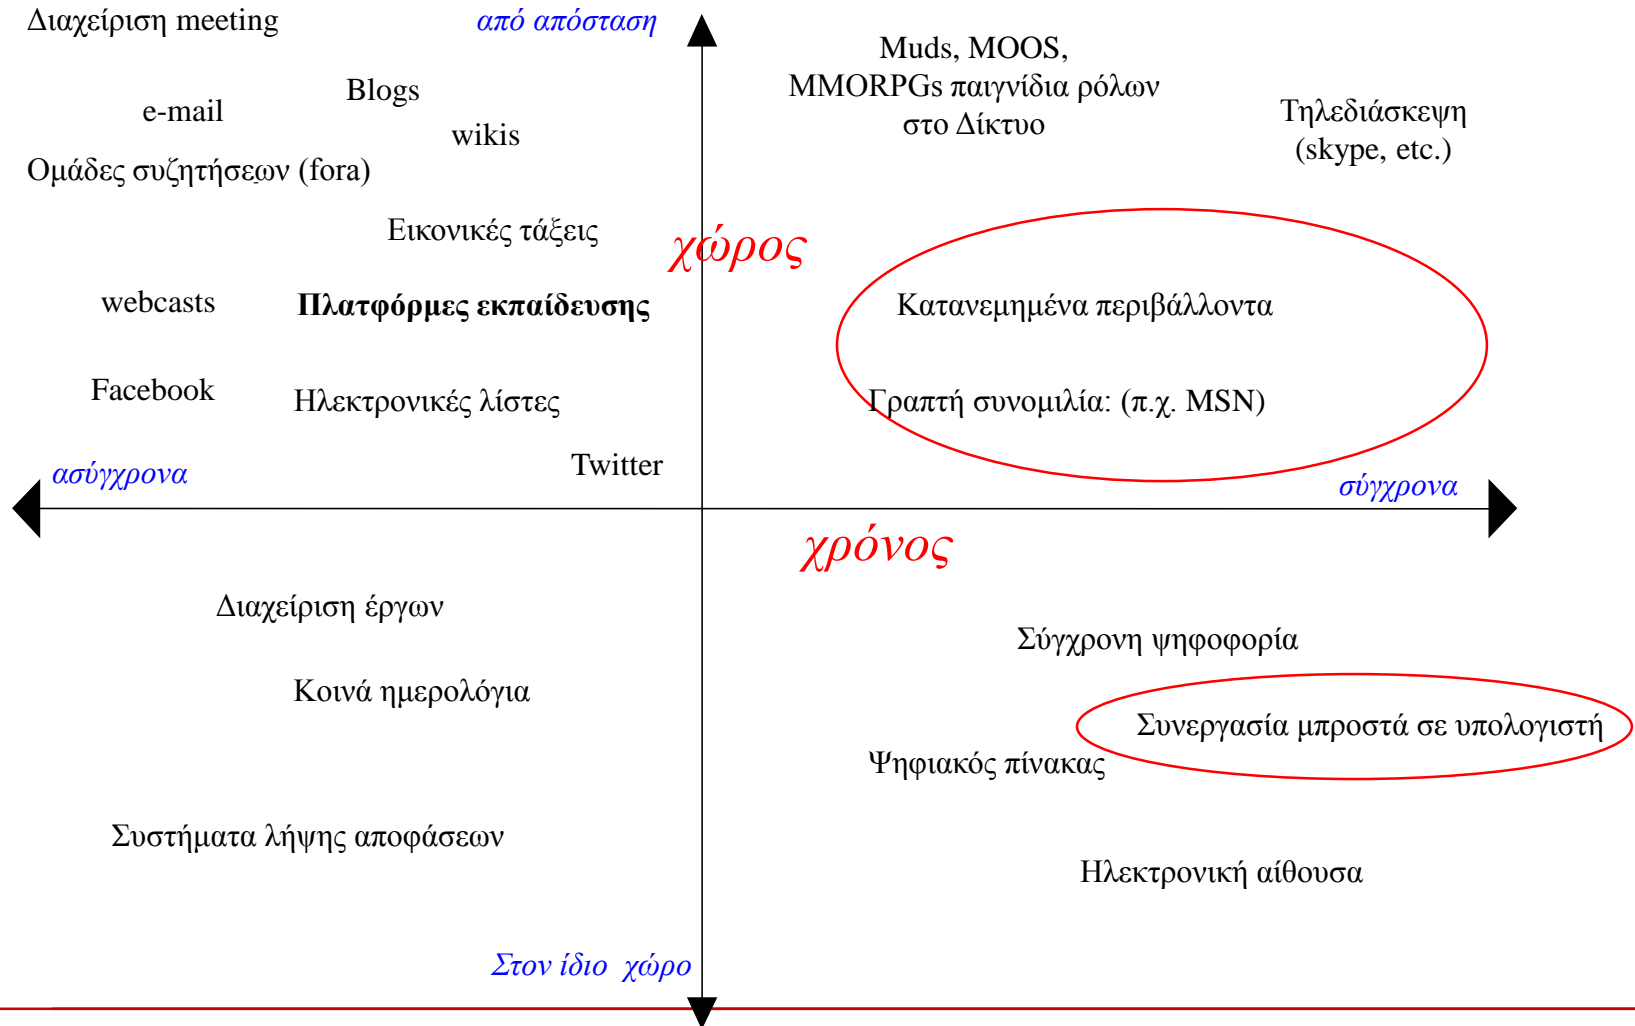 Διαχείριση meeting
από απόσταση
Muds, MOOS,
MMORPGs παιγνίδια ρόλων
στο Δίκτυο
Blogs
e-mail
wikis
Τηλεδιάσκεψη
(skype, etc.)
Ομάδες συζητήσεων (fora)
Εικονικές τάξεις
χώρος
webcasts
Πλατφόρμες εκπαίδευσης
Κατανεμημένα περιβάλλοντα
Facebook
Ηλεκτρονικές λίστες
Γραπτή συνομιλία: (π.χ. MSN)
Twitter
ασύγχρονα
σύγχρονα
χρόνος
Διαχείριση έργων
Σύγχρονη ψηφοφορία
Κοινά ημερολόγια
Συνεργασία μπροστά σε υπολογιστή
Ψηφιακός πίνακας
Συστήματα λήψης αποφάσεων
Ηλεκτρονική αίθουσα
Στον ίδιο χώρο